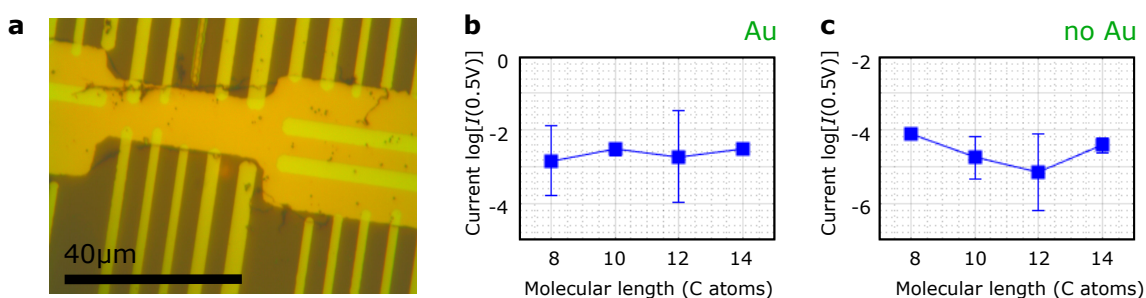 a
40µm
b
Au
Current log[I(0.5V)]
0
-2
-4
8 10 12 14
Molecular length (C atoms)
c
no Au
Current log[I(0.5V)]
-2
-4
-6
8 10 12 14
Molecular length (C atoms)